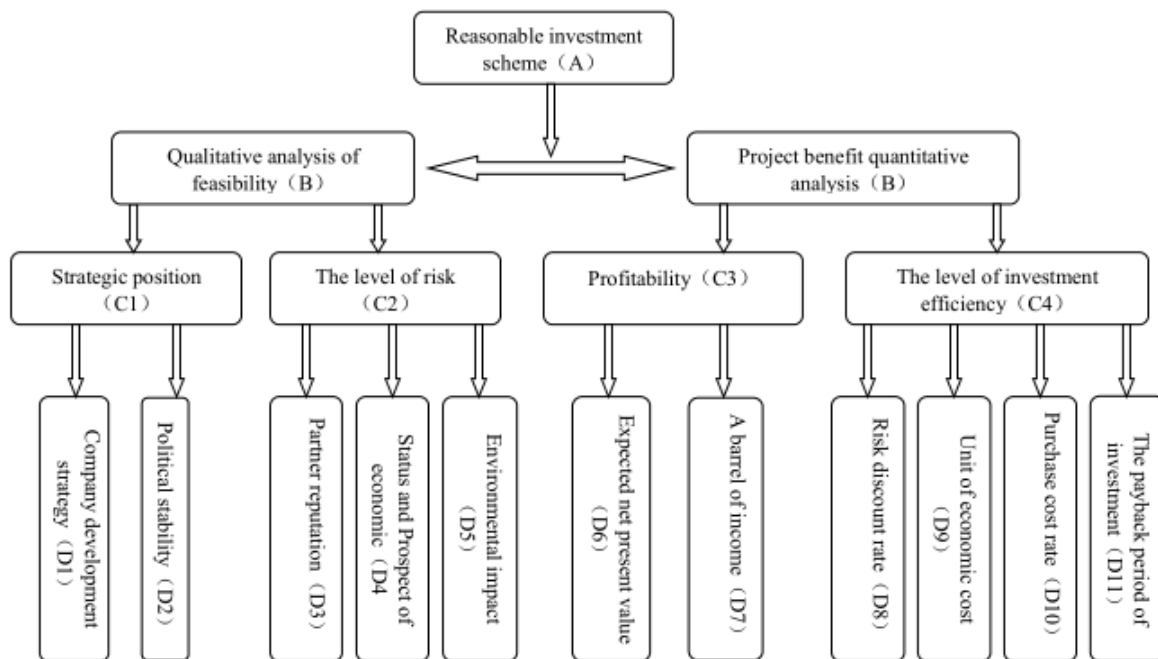 Reasonable investment
scheme（A）
Qualitative analysis of
feasibility（B）
Project benefit quantitative
analysis（B）
Strategic position
（C1）
The level of risk
（C2）
Profitability（C3）
The level of investment
efficiency（C4）
Company development
strategy（D1）
Political stability（D2）
Partner reputation（D3）
Status and Prospect of
economic（D4
Environmental impact
（D5）
Expected net present value
（D6）
A barrel of income（D7）
Risk discount rate（D8）
Unit of economic cost
（D9）
Purchase cost rate（D10）
The payback period of
investment（D11）